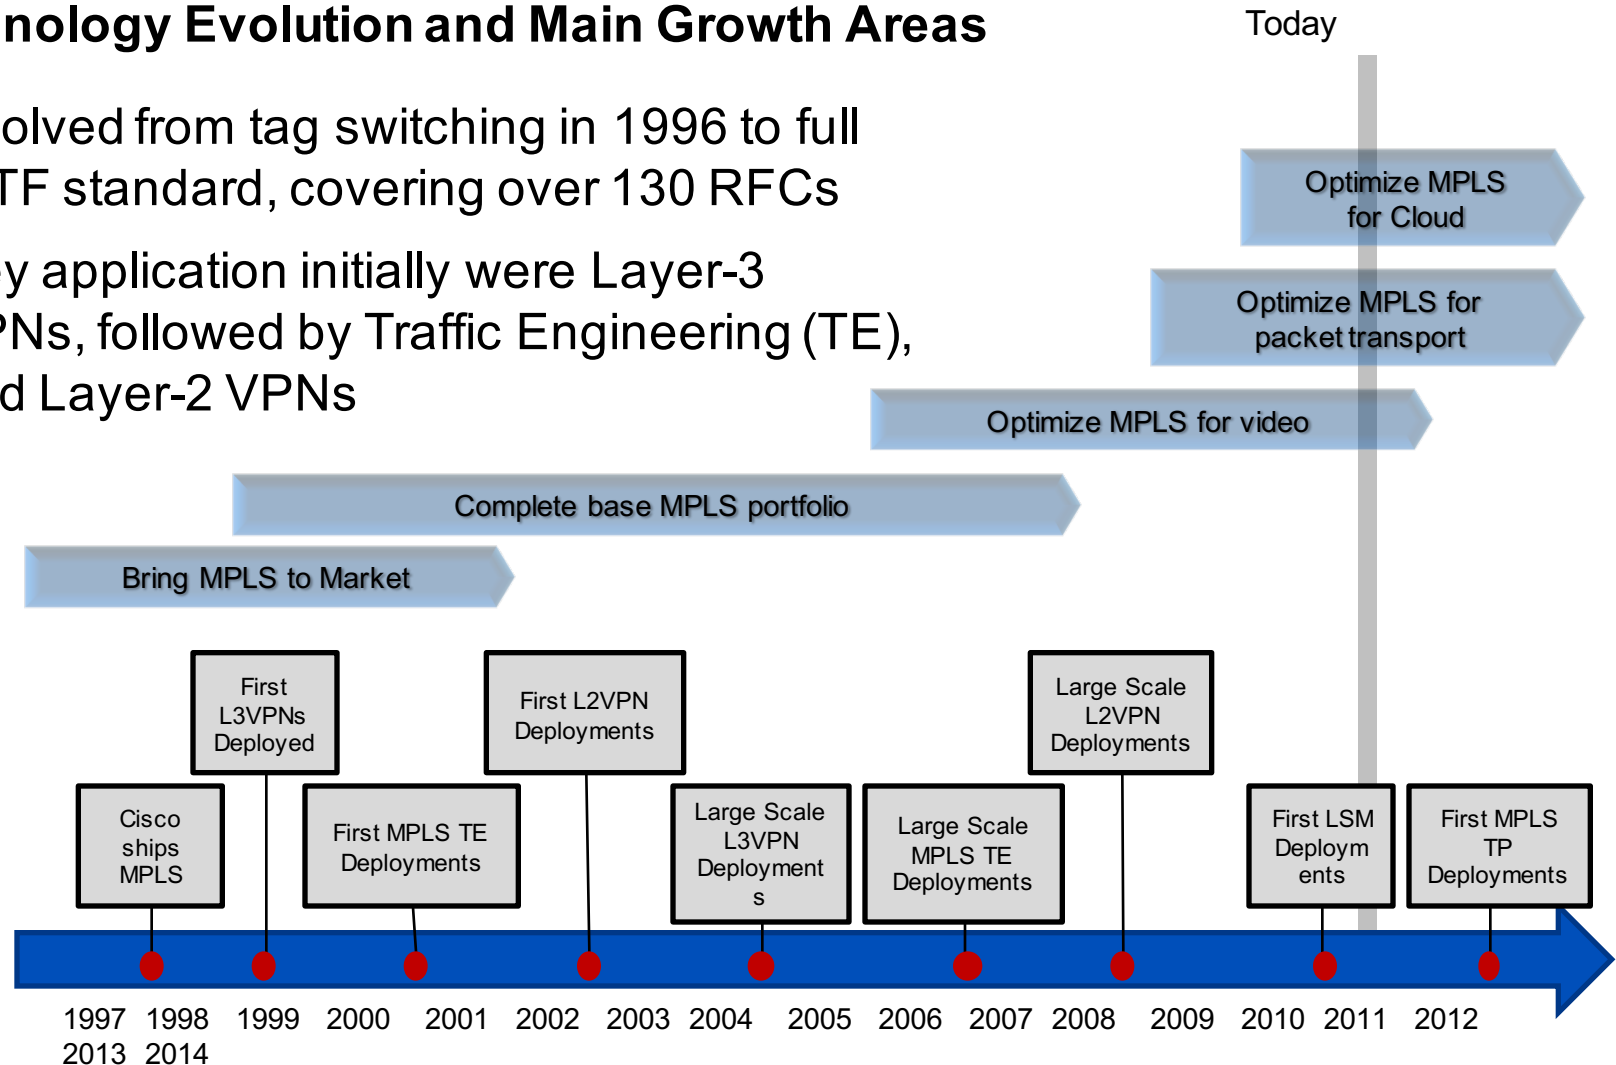 nology Evolution and Main Growth Areas
Today
olved from tag switching in 1996 to full
TF standard, covering over 130 RFCs
ey application initially were Layer-3
PNs, followed by Traffic Engineering (TE),
d Layer-2 VPNs
Optimize MPLS
for Cloud
Optimize MPLS for
packet transport
Optimize MPLS for video
Complete base MPLS portfolio
Bring MPLS to Market
First
L3VPNs
Deployed
First L2VPN
Deployments
Large Scale
L2VPN
Deployments
Cisco
ships
MPLS
First MPLS TE
Deployments
Large Scale
L3VPN
Deployment
s
Large Scale
MPLS TE
Deployments
First LSM
Deploym
ents
First MPLS
TP
Deployments
1997 1998 1999 2000 2001 2002 2003 2004 2005 2006 2007 2008 2009 2010 2011 2012
2013 2014